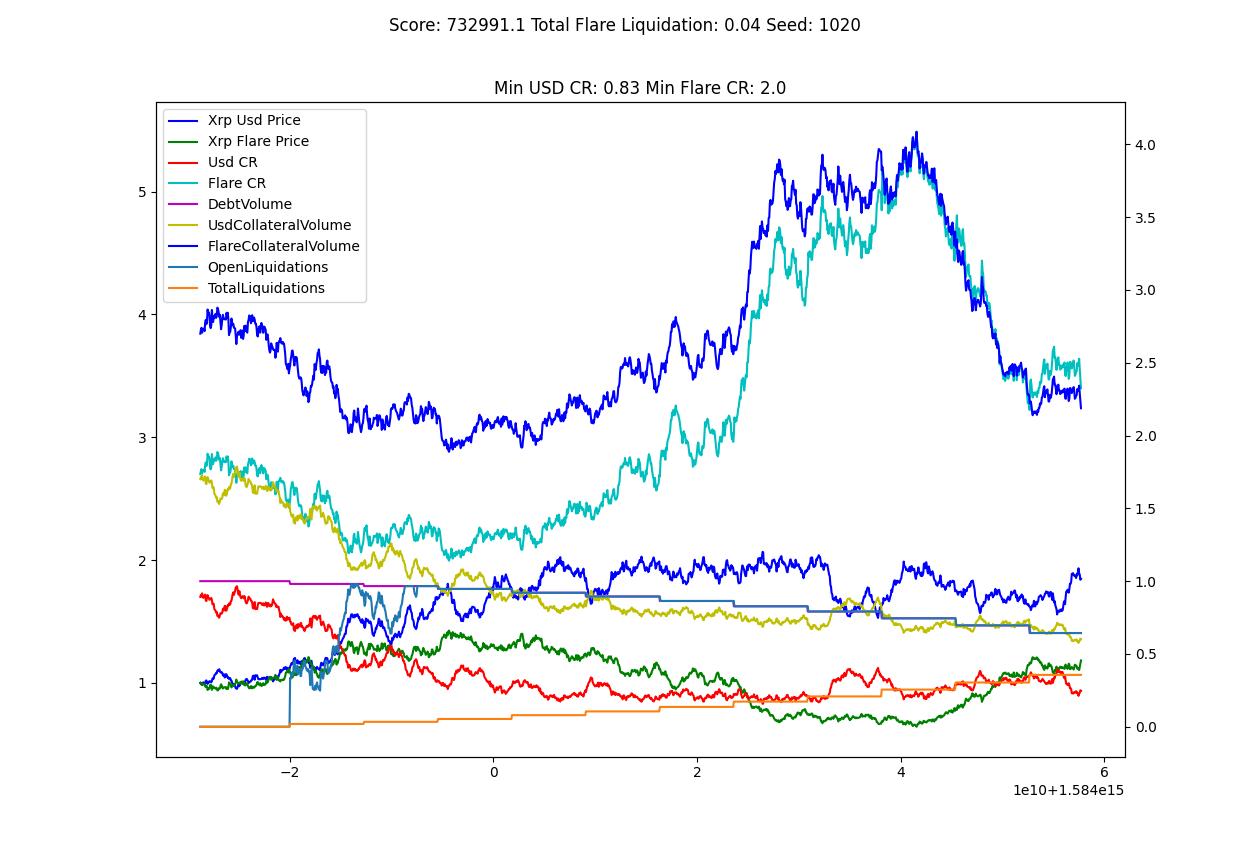 Score: 732991.1 Total Flare Liquidation: 0.04 Seed: 1020
Min USD CR: 0.83 Min Flare CR: 2.0
Xrp Usd Price
Xrp Flare Price
Usd CR
Flare CR
DebtVolume
UsdCollateralVolume
FlareCollateralVolume
OpenLiquidations
TotalLiquidations
5
4
3
2
1
4.0
3.5
3.0
2.5
2.0
1.5
1.0
0.5
0.0
−2 0 2 4 6
1e10+1.584e15